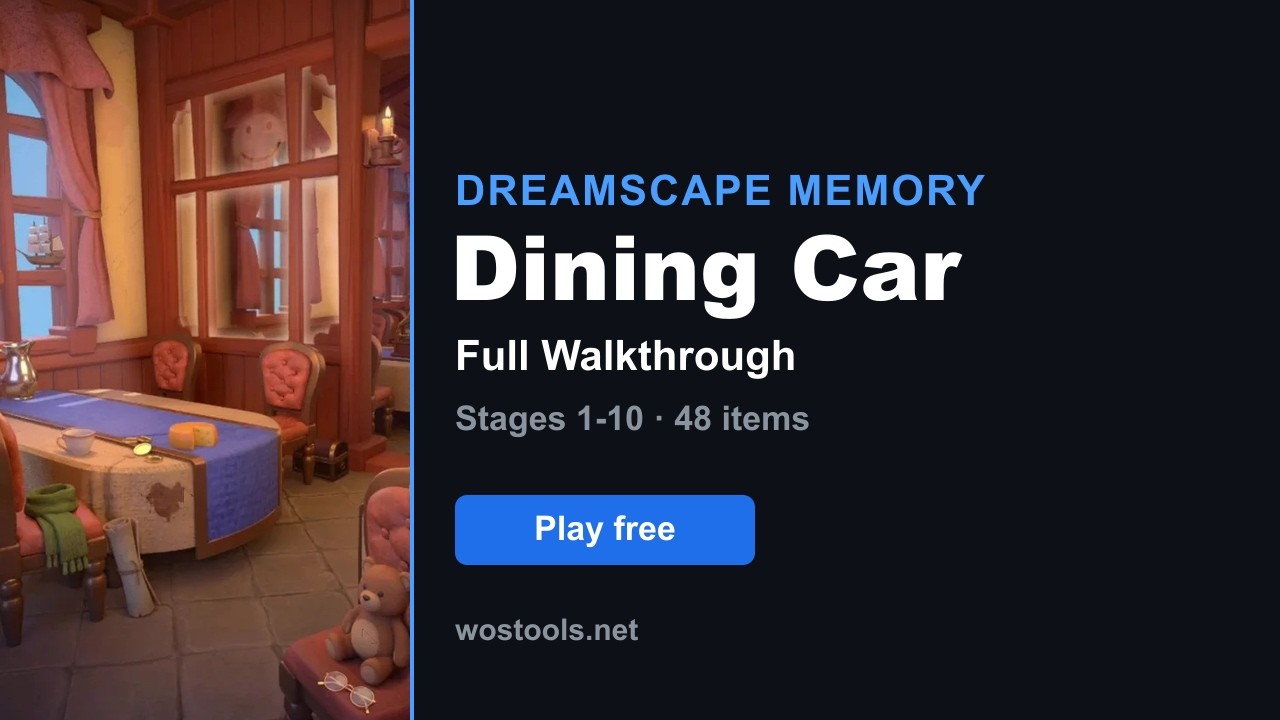 DREAMSCAPE MEMORY
Dining Car
Full Walkthrough
Stages 1-10 · 48 items
Play free
wostools.net